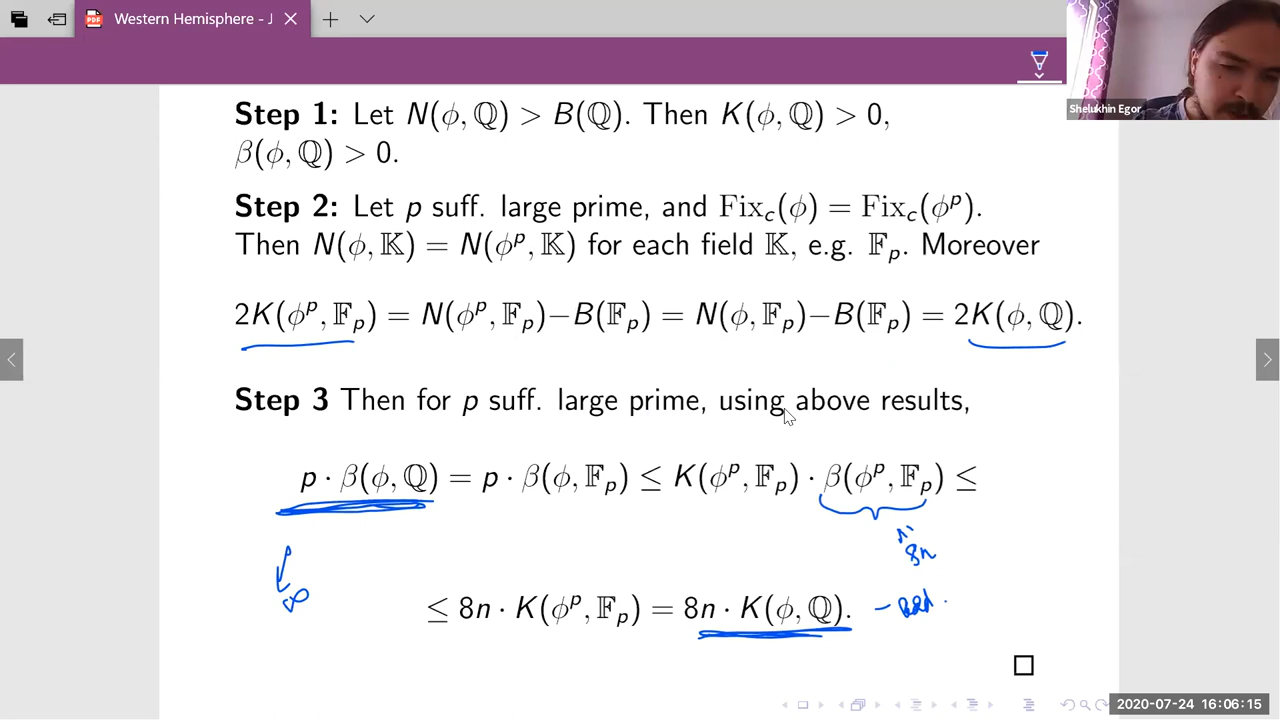 Western Hemisphere - J
Shelukhin Egor
Step 1: Let N(ϕ, ℚ) > B(ℚ). Then K(ϕ, ℚ) > 0,
β(ϕ, ℚ) > 0.
Step 2: Let p suff. large prime, and Fix_c(ϕ) = Fix_c(ϕ^p).
Then N(ϕ, 𝕂) = N(ϕ^p, 𝕂) for each field 𝕂, e.g. 𝔽_p. Moreover
2K(ϕ^p, 𝔽_p) = N(ϕ^p, 𝔽_p)−B(𝔽_p) = N(ϕ, 𝔽_p)−B(𝔽_p) = 2K(ϕ, ℚ).
Step 3 Then for p suff. large prime, using above results,
p · β(ϕ, ℚ) = p · β(ϕ, 𝔽_p) ≤ K(ϕ^p, 𝔽_p) · β(ϕ^p, 𝔽_p) ≤
8n
∞
≤ 8n · K(ϕ^p, 𝔽_p) = 8n · K(ϕ, ℚ).
2020-07-24 16:06:15